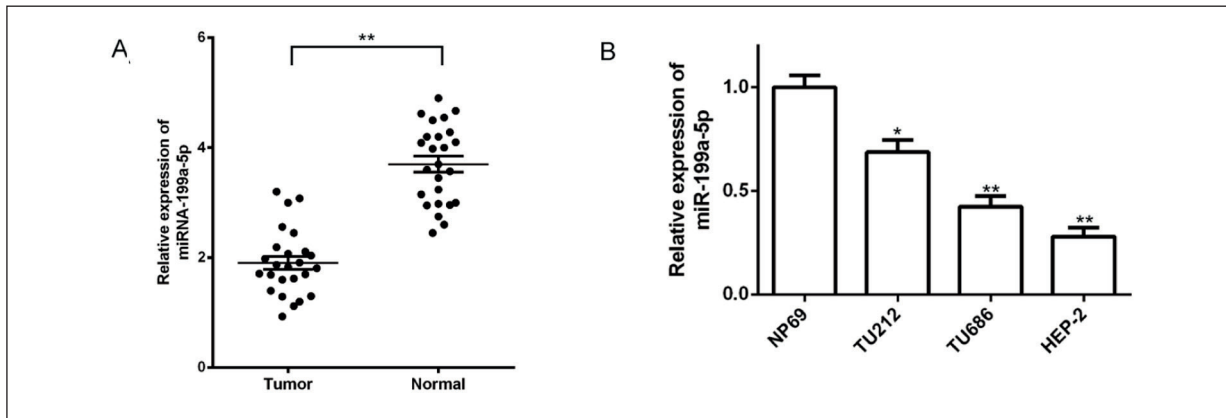 A
**
Relative expression of
miRNA-199a-5p
6
4
2
0
Tumor
Normal
B
Relative expression of
miR-199a-5p
1.0
0.5
0.0
*
**
**
NP69
TU212
TU686
HEP-2